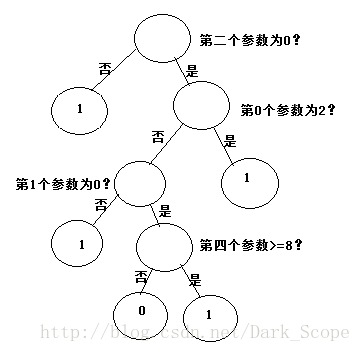 第二个参数为0?
否
是
1
第0个参数为2?
否
是
第1个参数为0?
1
否
是
1
第四个参数>=8?
否
是
0
1
http://blog.csdn.net/Dark_Scope